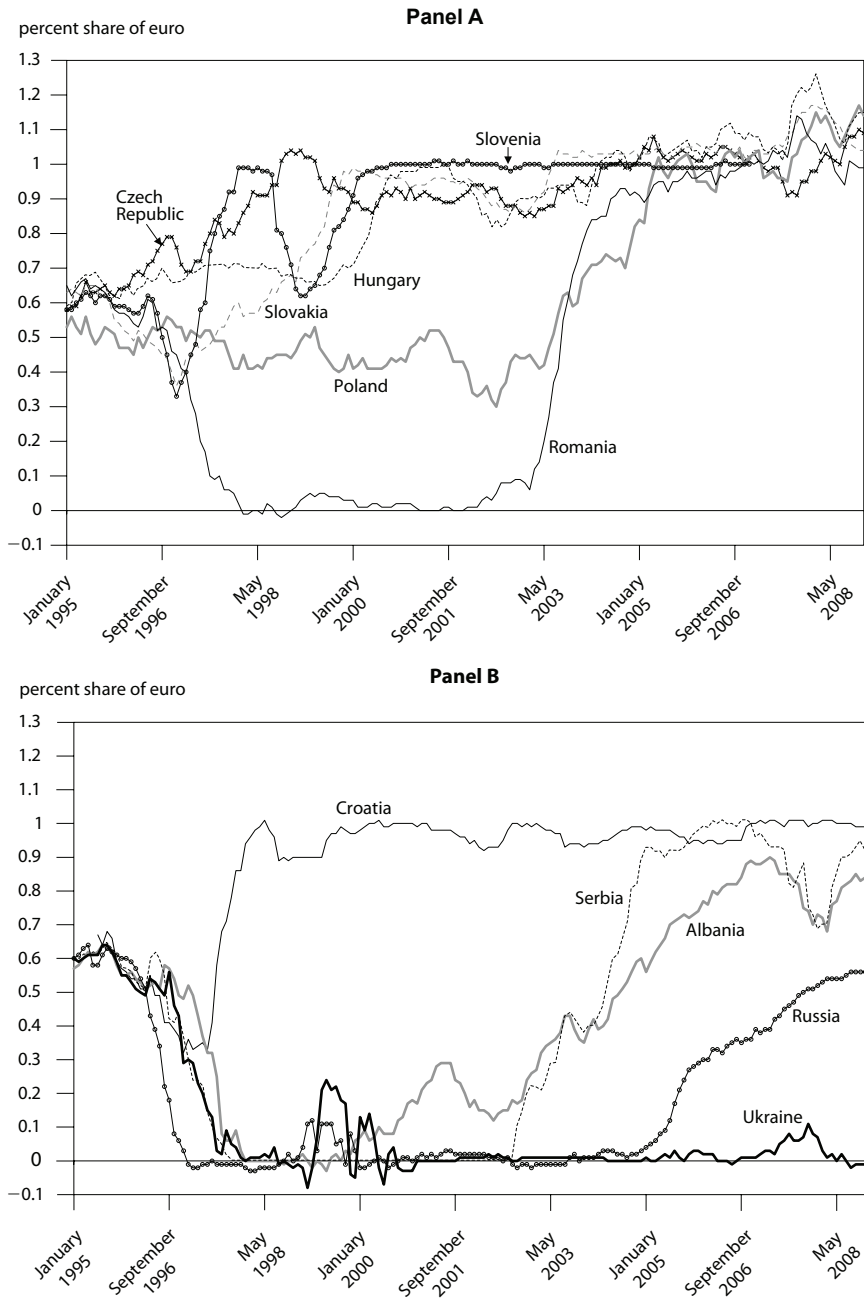 Panel A
percent share of euro
1.3
1.2
1.1
1
0.9
0.8
0.7
0.6
0.5
0.4
0.3
0.2
0.1
0
−0.1
Slovenia
Czech
Republic
Hungary
Slovakia
Poland
Romania
January
1995
September
1996
May
1998
January
2000
September
2001
May
2003
January
2005
September
2006
May
2008
Panel B
percent share of euro
1.3
1.2
1.1
1
0.9
0.8
0.7
0.6
0.5
0.4
0.3
0.2
0.1
0
−0.1
Croatia
Serbia
Albania
Russia
Ukraine
January
1995
September
1996
May
1998
January
2000
September
2001
May
2003
January
2005
September
2006
May
2008